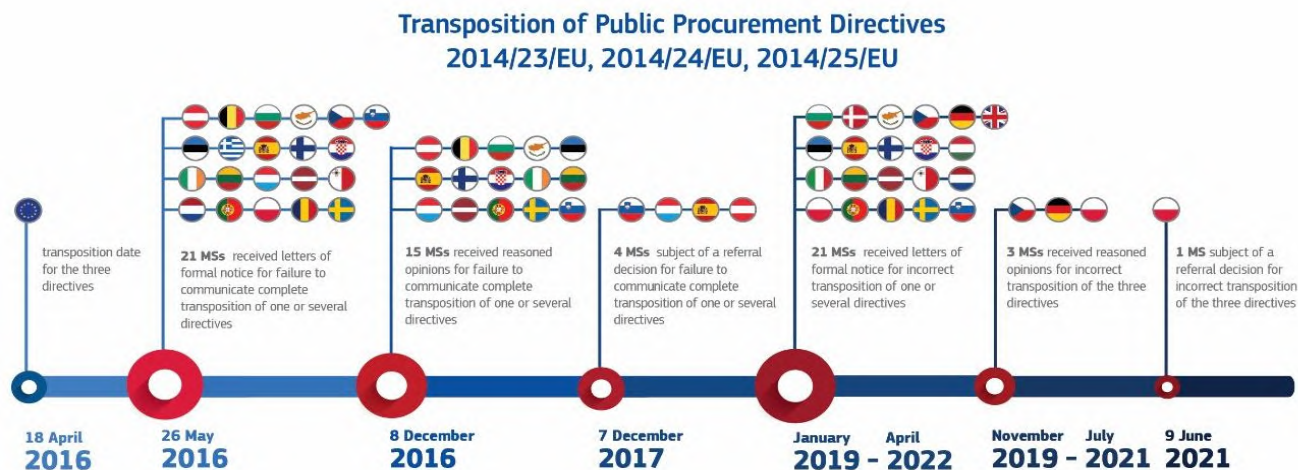 Transposition of Public Procurement Directives
2014/23/EU, 2014/24/EU, 2014/25/EU
transposition date
for the three
directives
21 MSs received letters of
formal notice for failure to
communicate complete
transposition of one or several
directives
15 MSs received reasoned
opinions for failure to
communicate complete
transposition of one or several
directives
4 MSs subject of a referral
decision for failure to
communicate complete
transposition of one or several
directives
21 MSs received letters of
formal notice for incorrect
transposition of one or
several directives
3 MSs received reasoned
opinions for incorrect
transposition of the three
directives
1 MS subject of a
referral decision for
incorrect transposition
of the three directives
18 April
2016
26 May
2016
8 December
2016
7 December
2017
January - April
2019 - 2022
November - July
2019 - 2021
9 June
2021